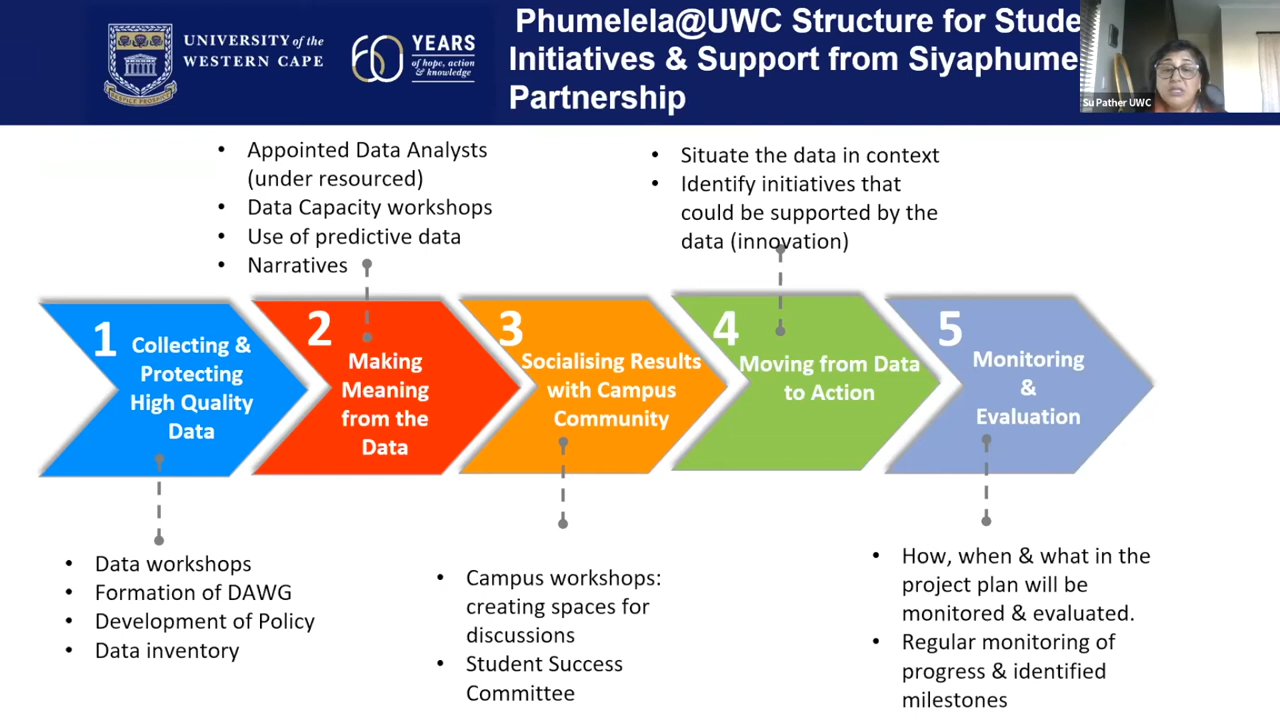 UNIVERSITY of the
WESTERN CAPE
60 YEARS
of hope, action
& knowledge
Phumelela@UWC Structure for Stude
Initiatives & Support from Siyaphume
Partnership
Su Pather UWC
• Appointed Data Analysts
(under resourced)
• Data Capacity workshops
• Use of predictive data
• Narratives
• Situate the data in context
• Identify initiatives that
could be supported by the
data (innovation)
1
Collecting &
Protecting
High Quality
Data
2
Making
Meaning
from the
Data
3
Socialising Results
with Campus
Community
4
Moving from Data
to Action
5
Monitoring
&
Evaluation
• Data workshops
• Formation of DAWG
• Development of Policy
• Data inventory
• Campus workshops:
creating spaces for
discussions
• Student Success
Committee
• How, when & what in the
project plan will be
monitored & evaluated.
• Regular monitoring of
progress & identified
milestones